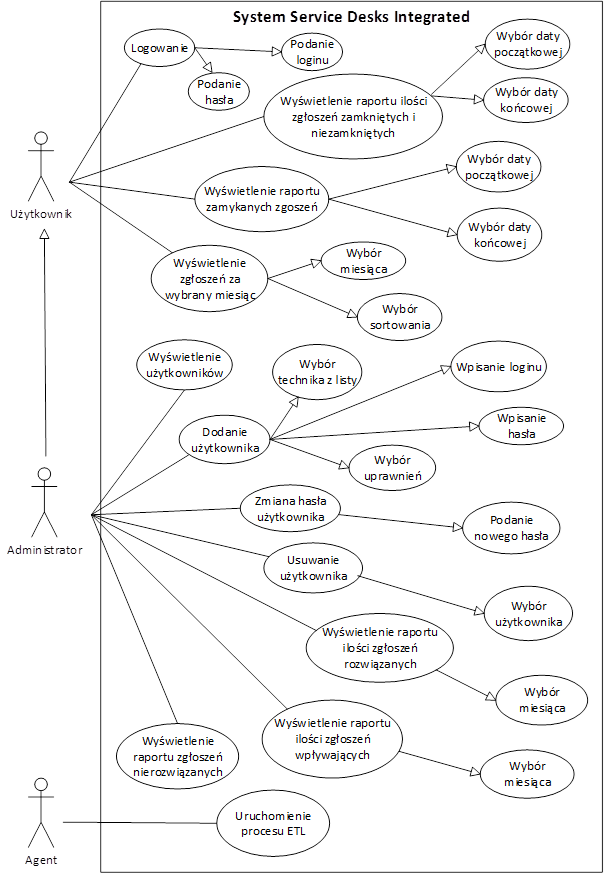 System Service Desks Integrated
Logowanie
Podanie
loginu
Podanie
hasła
Wybór daty
początkowej
Wyświetlenie raportu ilości
zgłoszeń zamkniętych i
niezamkniętych
Wybór daty
końcowej
Użytkownik
Wyświetlenie raportu
zamykanych zgoszeń
Wybór daty
początkowej
Wybór daty
końcowej
Wyświetlenie
zgłoszeń za
wybrany miesiąc
Wybór
miesiąca
Wybór
sortowania
Wyświetlenie
użytkowników
Wybór
technika z listy
Wpisanie loginu
Dodanie
użytkownika
Wpisanie
hasła
Wybór
uprawnień
Administrator
Zmiana hasła
użytkownika
Podanie
nowego hasła
Usuwanie
użytkownika
Wybór
użytkownika
Wyświetlenie raportu
ilości zgłoszeń
rozwiązanych
Wybór
miesiąca
Wyświetlenie raportu
ilości zgłoszeń
wpływających
Wybór
miesiąca
Wyświetlenie
raportu zgłoszeń
nierozwiązanych
Agent
Uruchomienie
procesu ETL